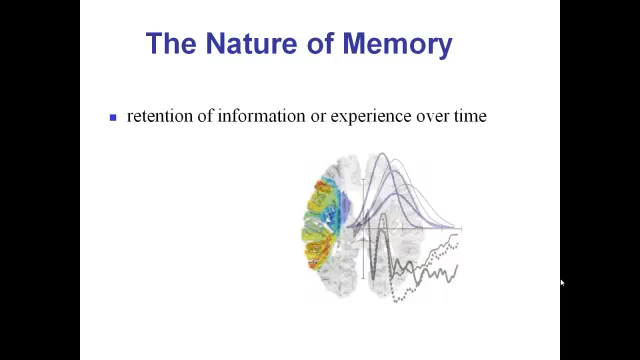 The Nature of Memory
retention of information or experience over time